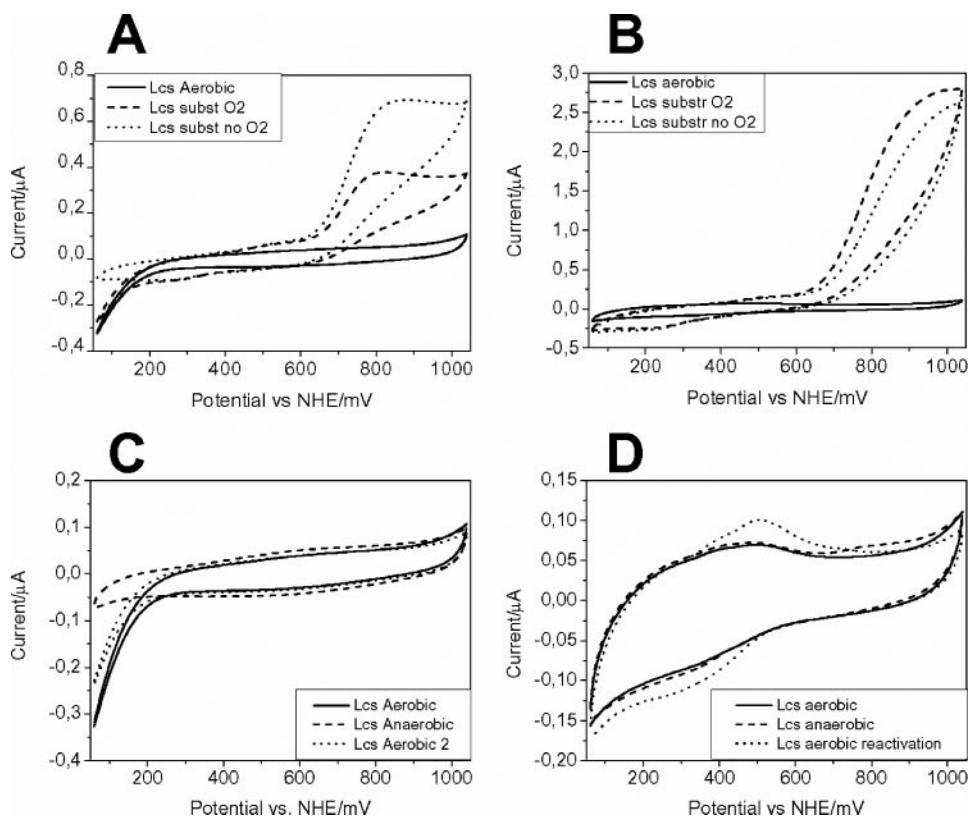 A
B
0,8
0,6
0,4
0,2
0,0
-0,2
-0,4
Current/µA
Lcs Aerobic
Lcs subst O2
Lcs subst no O2
200 400 600 800 1000
Potential vs NHE/mV
3,0
2,5
2,0
1,5
1,0
0,5
0,0
-0,5
Current/µA
Lcs aerobic
Lcs substr O2
Lcs substr no O2
200 400 600 800 1000
Potential vs NHE/mV
C
D
0,2
0,1
0,0
-0,1
-0,2
-0,3
-0,4
Current/µA
Lcs Aerobic
Lcs Anaerobic
Lcs Aerobic 2
200 400 600 800 1000
Potential vs. NHE/mV
0,15
0,10
0,05
0,00
-0,05
-0,10
-0,15
-0,20
Current/µA
Lcs aerobic
Lcs anaerobic
Lcs aerobic reactivation
200 400 600 800 1000
Potential vs NHE/mV